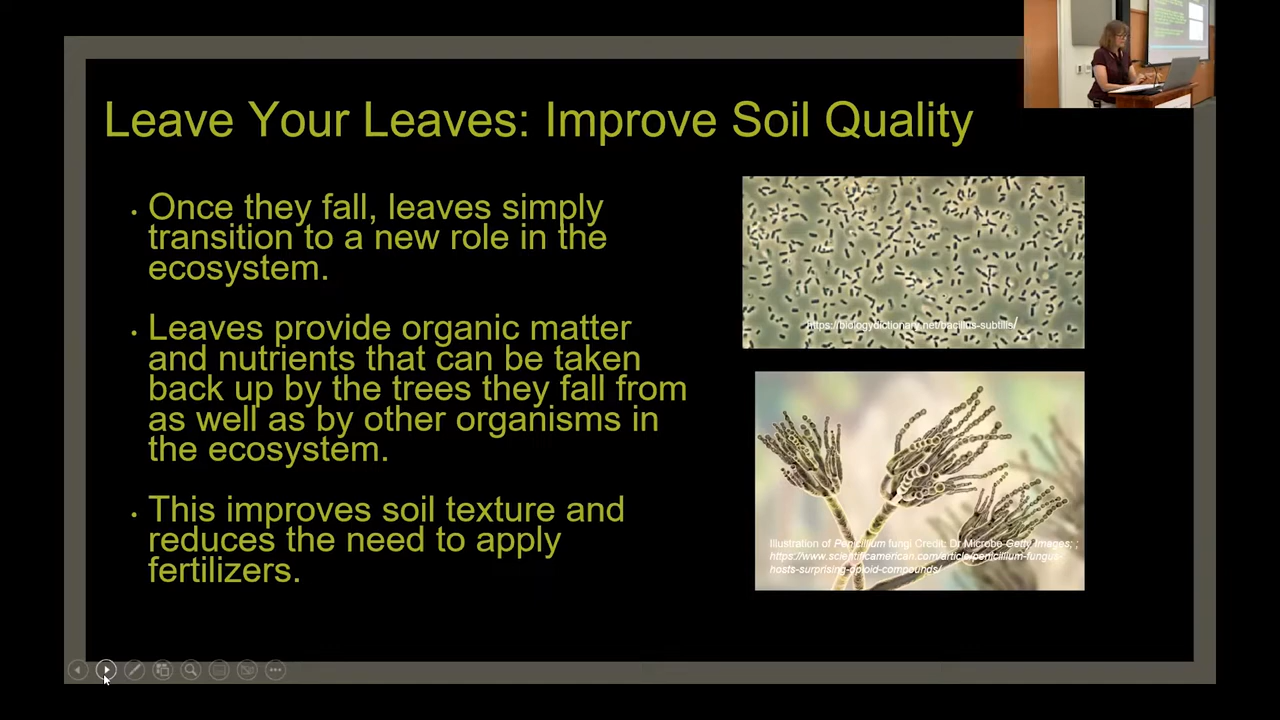 Leave Your Leaves: Improve Soil Quality
• Once they fall, leaves simply
transition to a new role in the
ecosystem.
• Leaves provide organic matter
and nutrients that can be taken
back up by the trees they fall from
as well as by other organisms in
the ecosystem.
• This improves soil texture and
reduces the need to apply
fertilizers.
https://biologydictionary.net/bacillus-subtilis/
Illustration of Penicillium fungi Credit: Dr Microbe Getty Images; ;
https://www.scientificamerican.com/article/penicillium-fungus-
hosts-surprising-opioid-compounds/